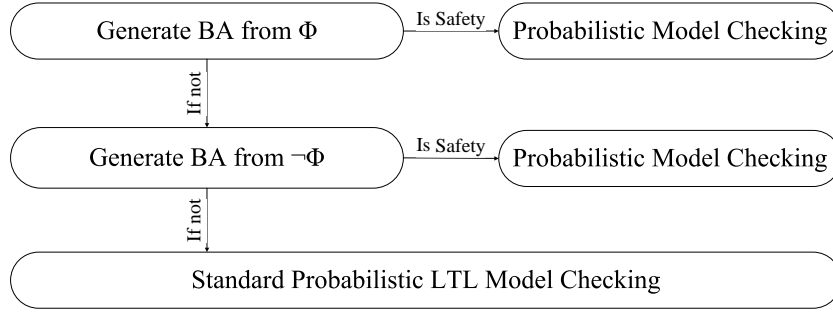 Generate BA from Φ
Is Safety
Probabilistic Model Checking
If not
Generate BA from ¬Φ
Is Safety
Probabilistic Model Checking
If not
Standard Probabilistic LTL Model Checking